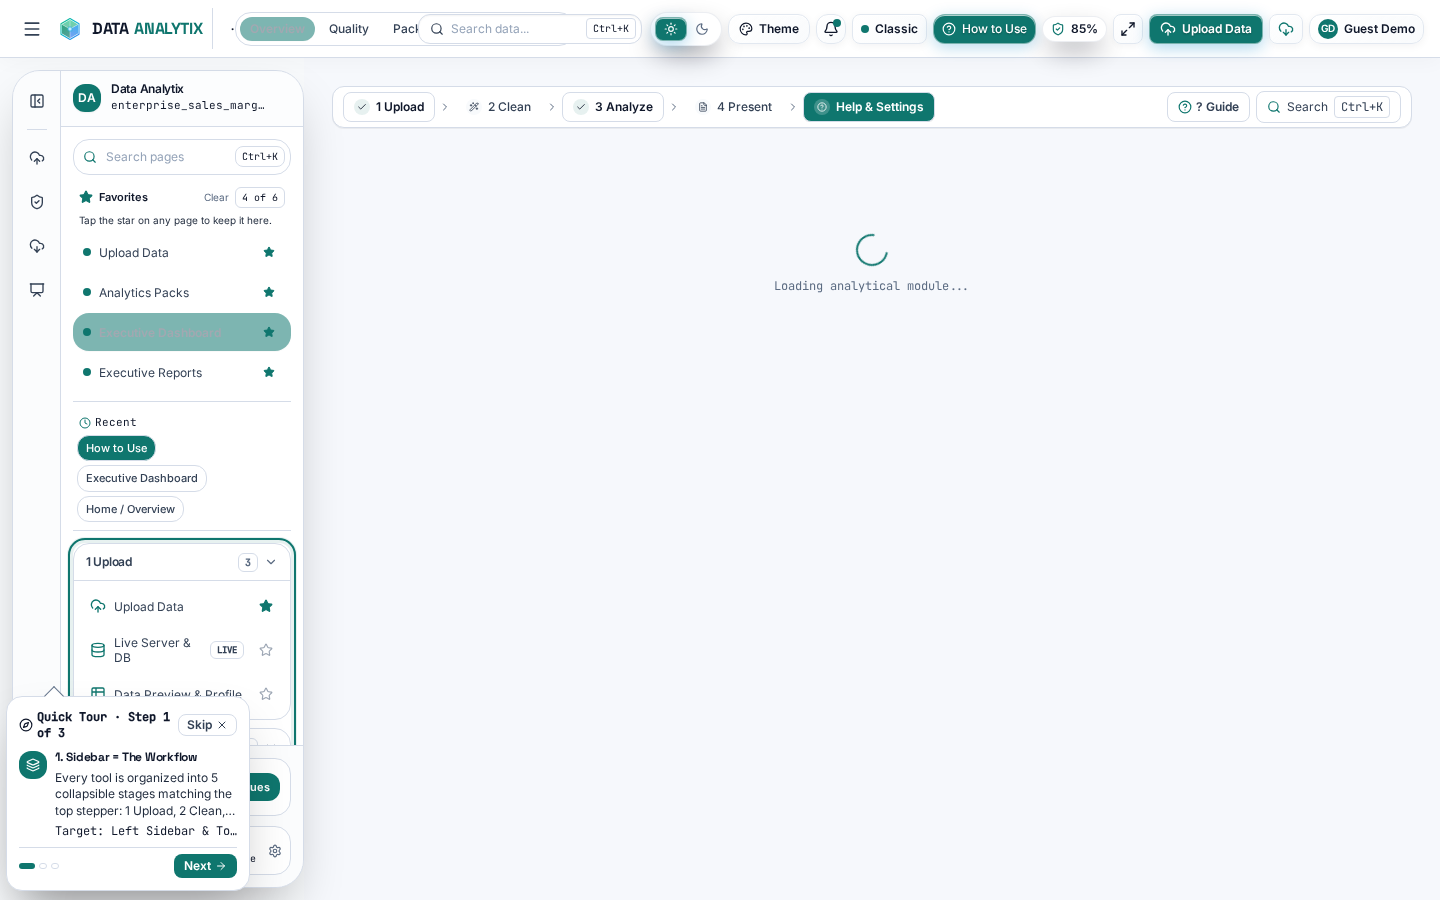 DATA ANALYTIX
Quality
Pack
Search data...
Ctrl+K
Theme
Classic
How to Use
85%
Upload Data
GD
Guest Demo
DA
Data Analytix
enterprise_sales_marg…
1 Upload
2 Clean
3 Analyze
4 Present
Help & Settings
? Guide
Search
Ctrl+K
Search pages
Ctrl+K
Favorites
Clear
4 of 6
Tap the star on any page to keep it here.
Upload Data
Analytics Packs
Executive Dashboard
Executive Reports
Recent
How to Use
Executive Dashboard
Home / Overview
1 Upload
3
Upload Data
Live Server &
DB
LIVE
Data Preview & Profile
Loading analytical module...
Quick Tour · Step 1
of 3
Skip
1. Sidebar = The Workflow
Every tool is organized into 5
collapsible stages matching the
top stepper: 1 Upload, 2 Clean,…
Target: Left Sidebar & To…
Next
ues
e